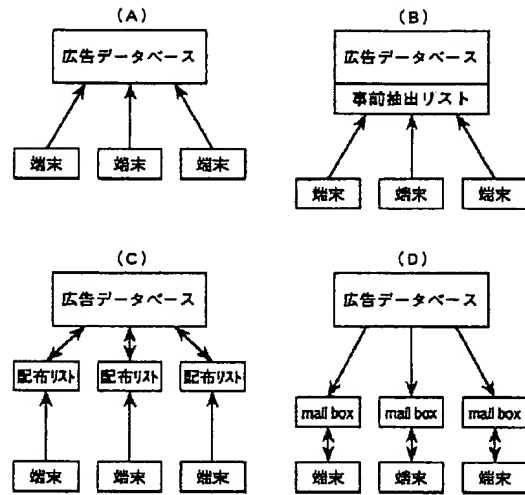 (A)
広告データベース
端末 端末 端末
(B)
広告データベース
事前抽出リスト
端末 端末 端末
(C)
広告データベース
配布リスト 配布リスト 配布リスト
端末 端末 端末
(D)
広告データベース
mail box mail box mail box
端末 端末 端末